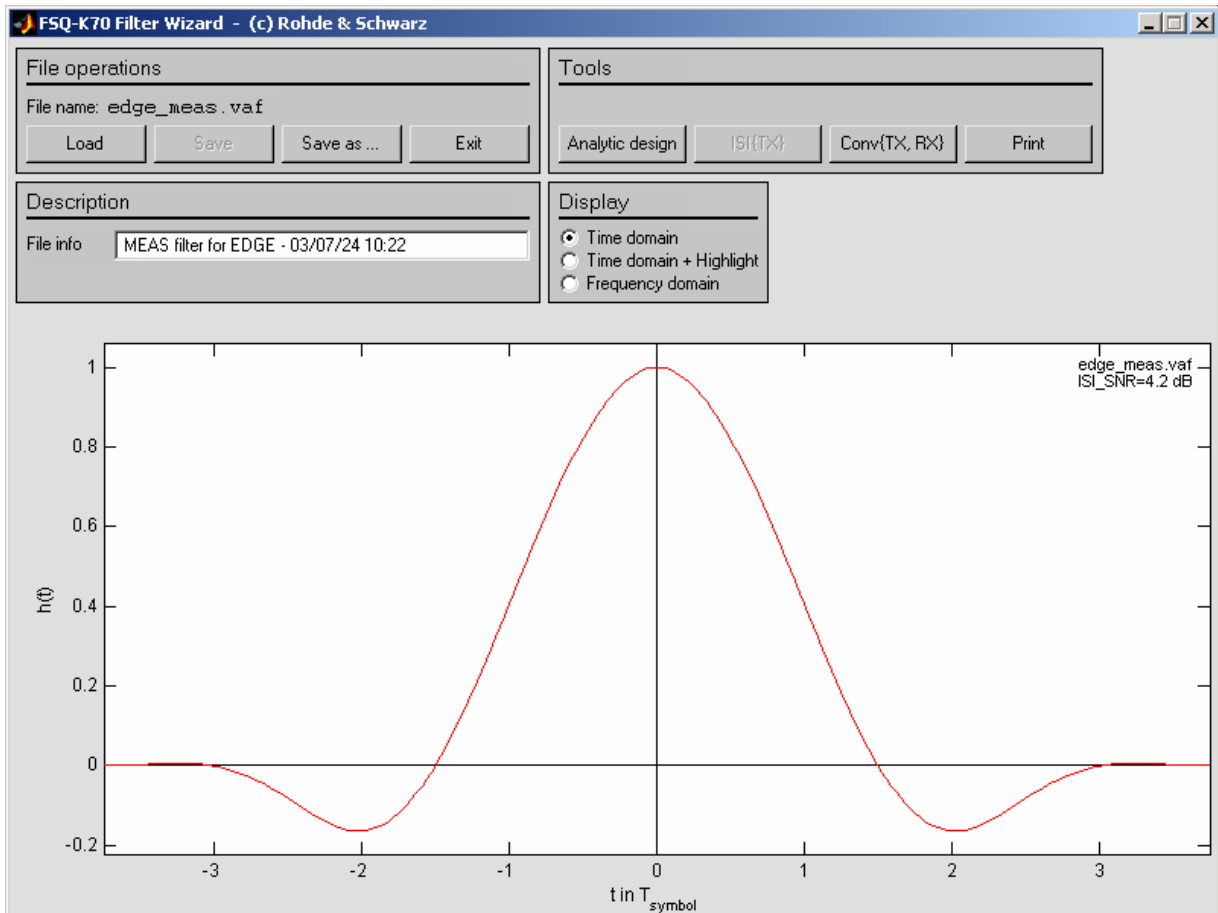 FSQ-K70 Filter Wizard - (c) Rohde & Schwarz
File operations
File name: edge_meas.vaf
Load
Save
Save as ...
Exit
Tools
Analytic design
ISI{TX}
Conv{TX, RX}
Print
Description
File info
MEAS filter for EDGE - 03/07/24 10:22
Display
Time domain
Time domain + Highlight
Frequency domain
edge_meas.vaf
ISI_SNR=4.2 dB
1
0.8
0.6
0.4
0.2
0
-0.2
h(t)
-3
-2
-1
0
1
2
3
t in Tsymbol